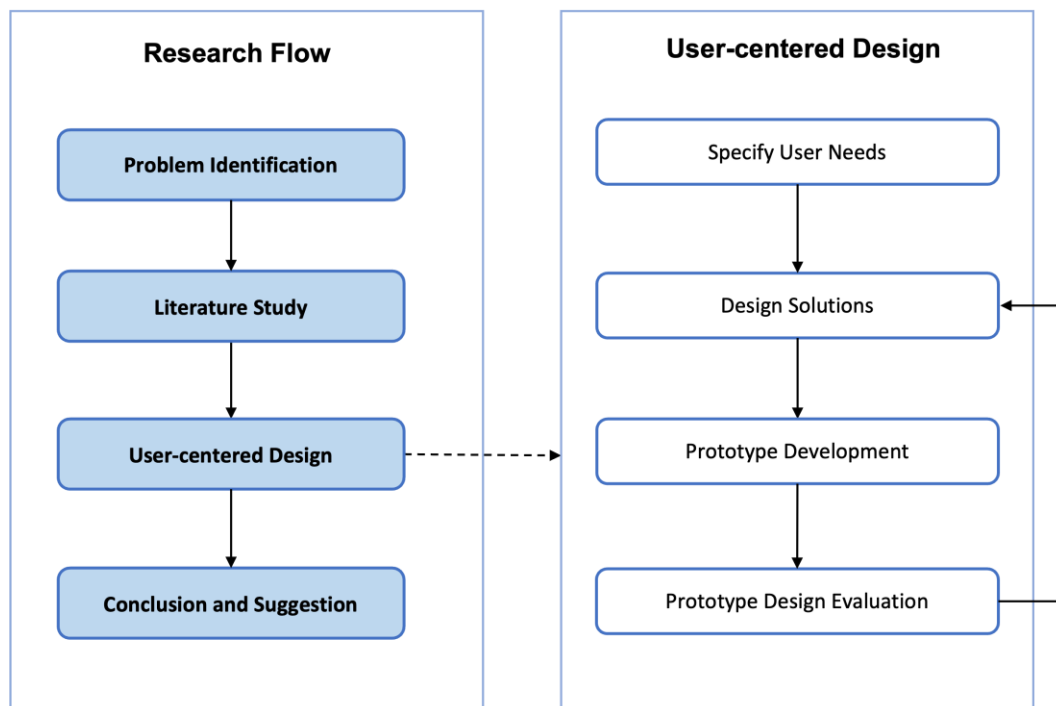 Research Flow
Problem Identification
Literature Study
User-centered Design
Conclusion and Suggestion
User-centered Design
Specify User Needs
Design Solutions
Prototype Development
Prototype Design Evaluation